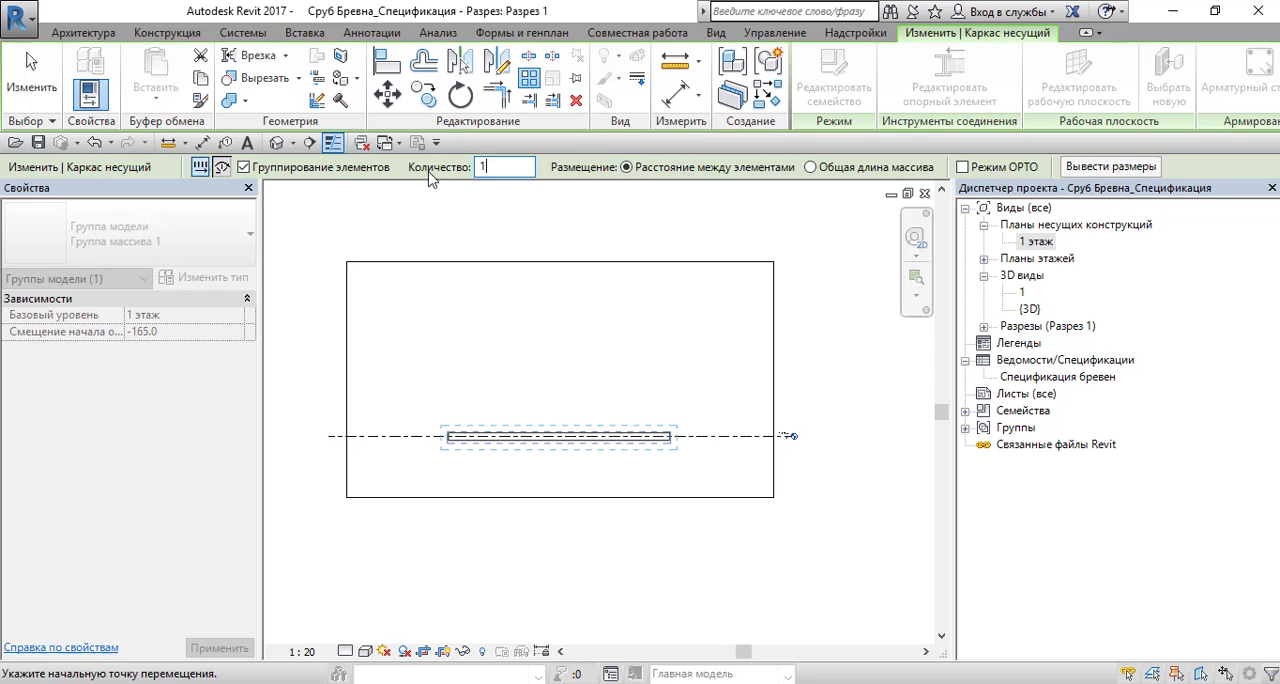 Autodesk Revit 2017 - Сруб Бревна_Спецификация - Разрез: Разрез 1
Введите ключевое слово/фразу
Вход в службы
Архитектура Конструкция Системы Вставка Аннотации Анализ Формы и генплан Совместная работа Вид Управление Надстройки Изменить | Каркас несущий
Изменить
Вставить
Врезка
Вырезать
Редактировать семейство
Редактировать опорный элемент
Редактировать рабочую плоскость
Выбрать новую
Арматурный ст
Выбор Свойства Буфер обмена Геометрия Редактирование Вид Измерить Создание Режим Инструменты соединения Рабочая плоскость Армирован
Изменить | Каркас несущий Группирование элементов Количество: 1 Размещение: Расстояние между элементами Общая длина массива Режим ОРТО Вывести размеры
Свойства
Группа модели
Группа массива 1
Группы модели (1) Изменить тип
Зависимости
Базовый уровень 1 этаж
Смещение начала о... -165.0
Справка по свойствам Применить
2D
Диспетчер проекта - Сруб Бревна_Спецификация
Виды (все)
Планы несущих конструкций
1 этаж
Планы этажей
3D виды
1
{3D}
Разрезы (Разрез 1)
Легенды
Ведомости/Спецификации
Спецификация бревен
Листы (все)
Семейства
Группы
Связанные файлы Revit
1 : 20
Укажите начальную точку перемещения.
:0
Главная модель